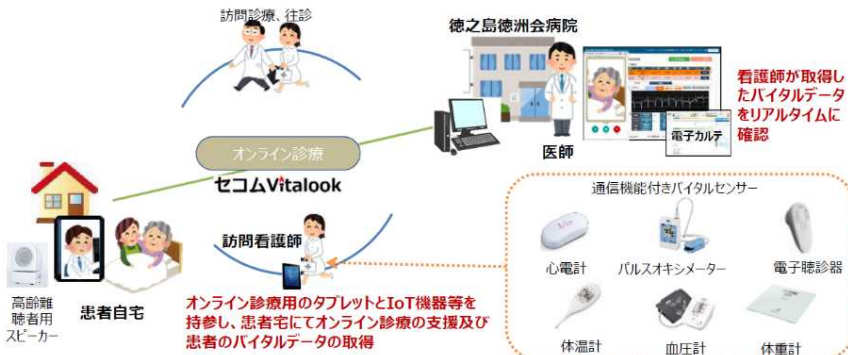 訪問診療、往診
徳之島徳洲会病院
看護師が取得し
たバイタルデータ
をリアルタイムに
確認
電子カルテ
医師
オンライン診療
セコムVitalook
通信機能付きバイタルセンサー
訪問看護師
心電計
パルスオキシメーター
電子聴診器
高齢難
聴者用
スピーカー
患者自宅
オンライン診療用のタブレットとIoT機器等を
持参し、患者宅にてオンライン診療の支援及び
患者のバイタルデータの取得
体温計
血圧計
体重計